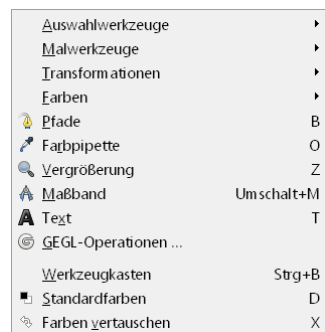 Auswahlwerkzeuge
Malwerkzeuge
Transformationen
Farben
Pfade B
Farbpipette O
Vergrößerung Z
Maßband Umschalt+M
Text T
GEGL-Operationen ...
Werkzeugkasten Strg+B
Standardfarben D
Farben vertauschen X